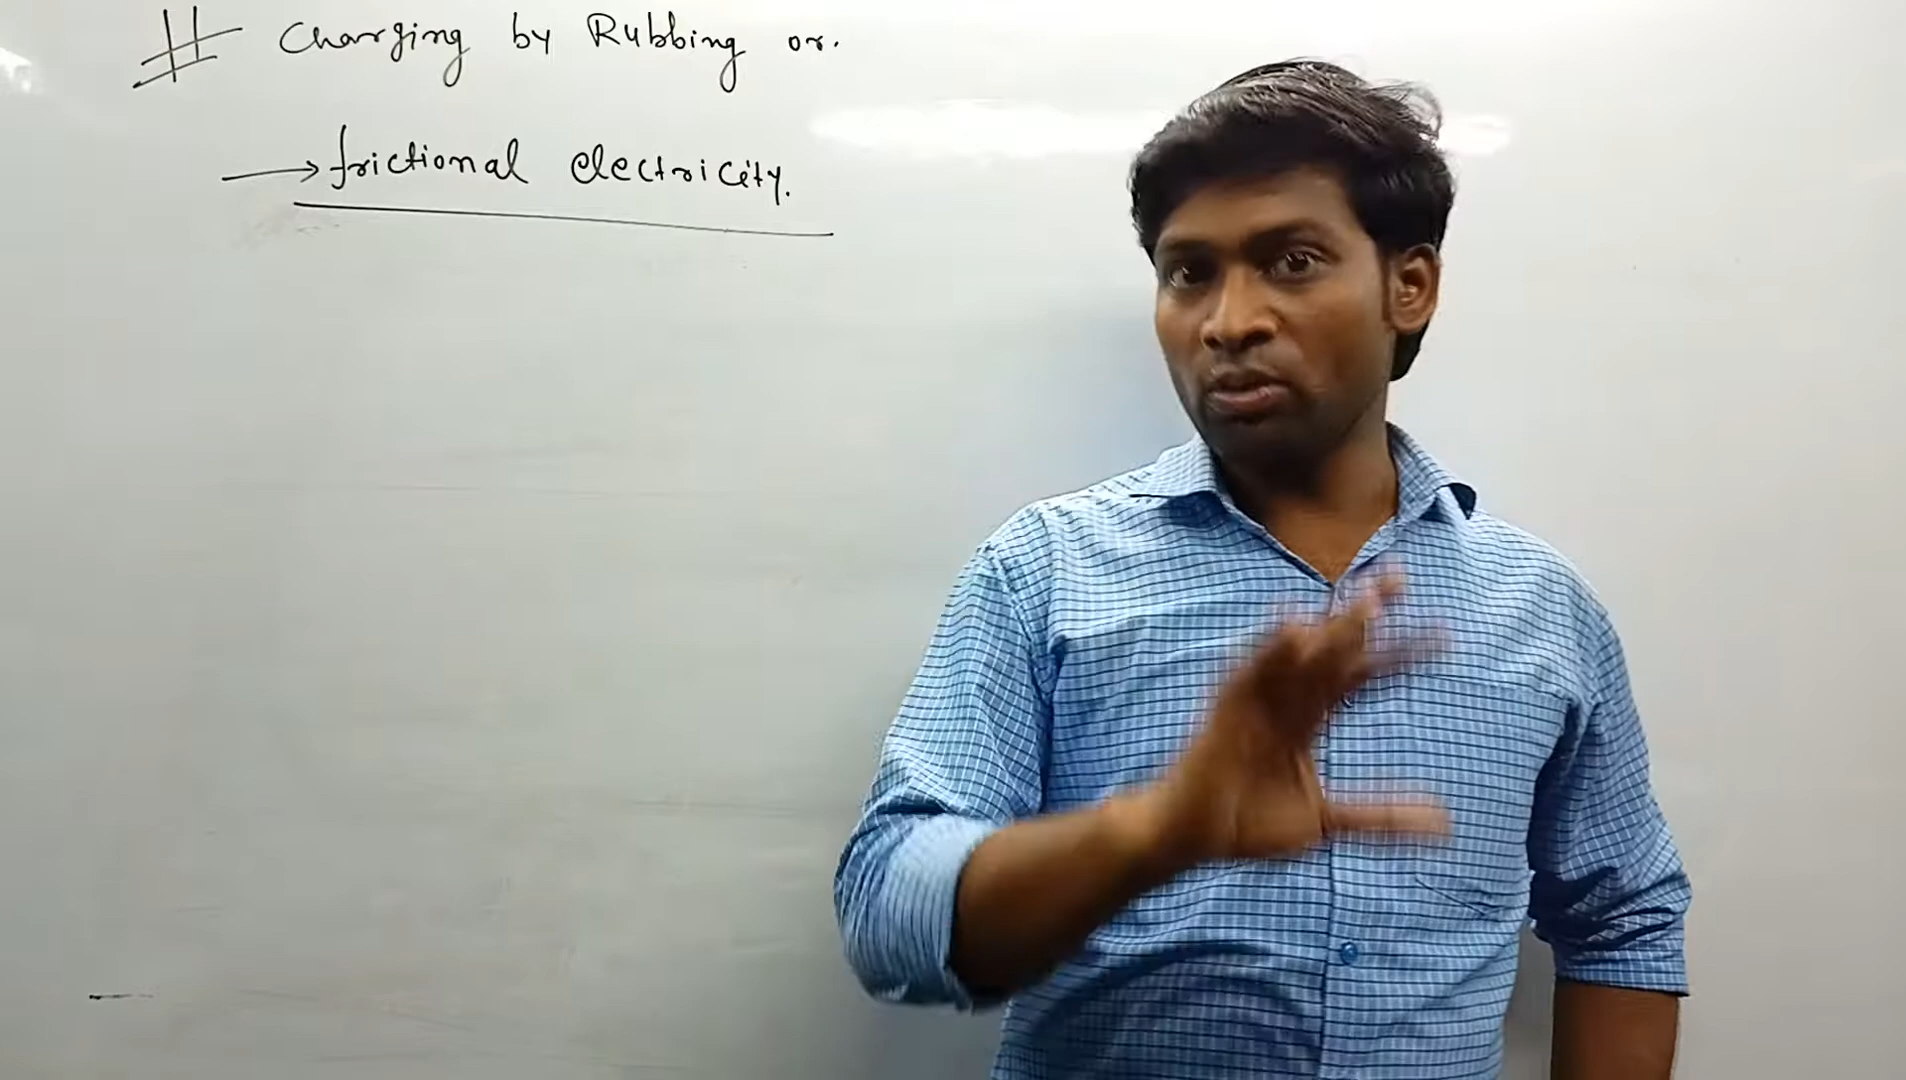 # Charging by Rubbing or.
→ frictional electricity.